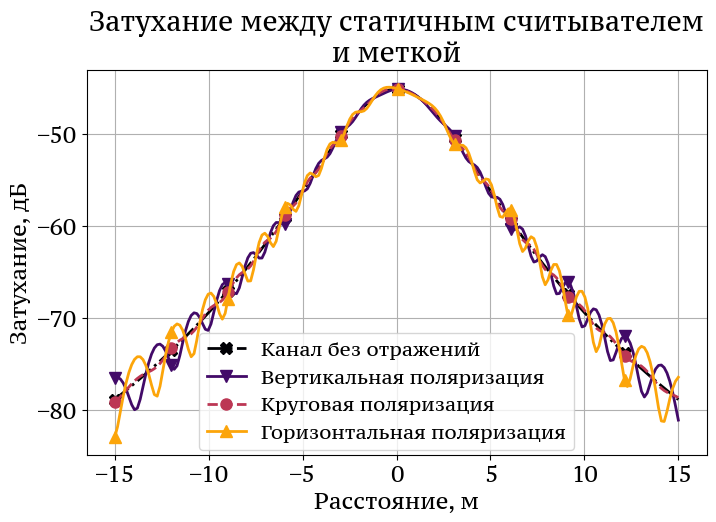 Затухание между статичным считывателем
и меткой
Затухание, дБ
−50
−60
−70
−80
Канал без отражений
Вертикальная поляризация
Круговая поляризация
Горизонтальная поляризация
−15 −10 −5 0 5 10 15
Расстояние, м